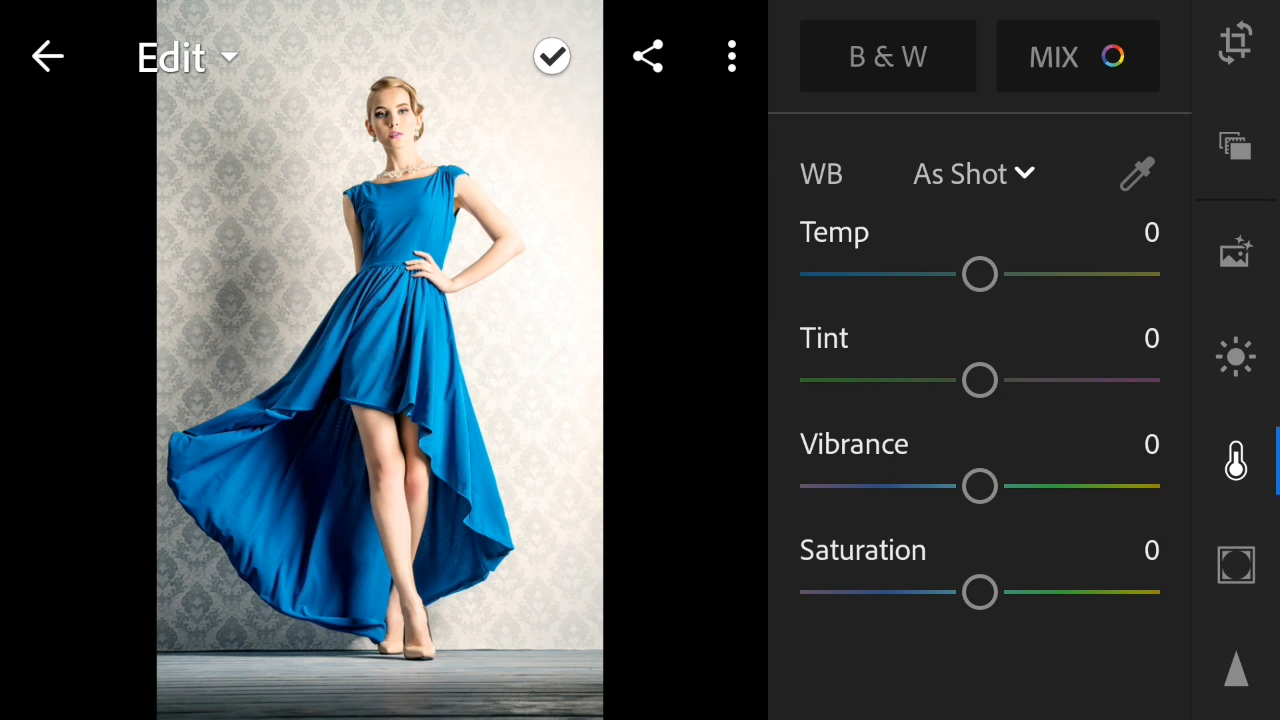 Edit
B & W
MIX
WB
As Shot
Temp
0
Tint
0
Vibrance
0
Saturation
0